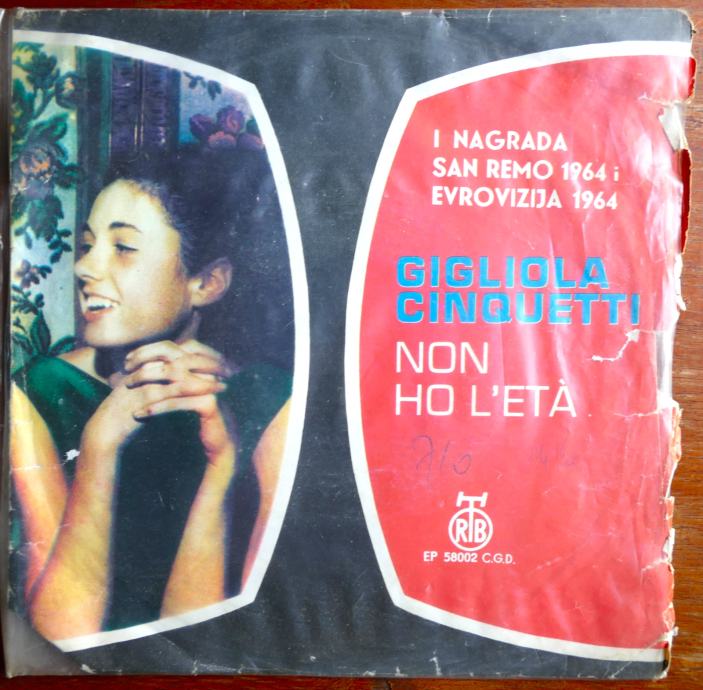 I NAGRADA
SAN REMO 1964 i
EVROVIZIJA 1964
GIGLIOLA
CINQUETTI
NON
HO L'ETÀ
RTB
EP 58002 C.G.D.